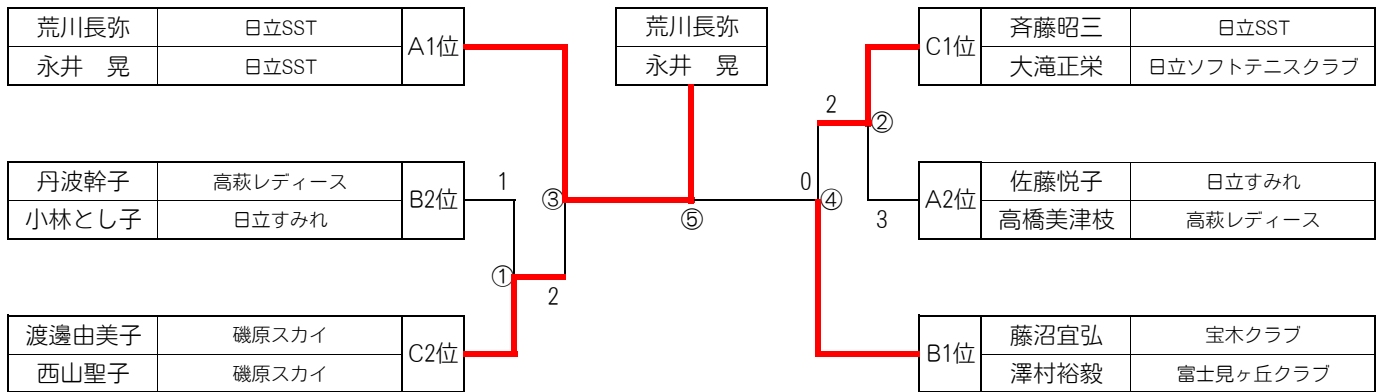 荒川長弥 日立SST A1位
永井 晃 日立SST
荒川長弥
永井 晃
C1位 斉藤昭三 日立SST
大滝正栄 日立ソフトテニスクラブ
2
②
丹波幹子 高萩レディース B2位
小林とし子 日立すみれ
1
③
⑤
0
④
3
A2位 佐藤悦子 日立すみれ
高橋美津枝 高萩レディース
①
2
渡邊由美子 磯原スカイ C2位
西山聖子 磯原スカイ
B1位 藤沼宜弘 宝木クラブ
澤村裕毅 富士見ヶ丘クラブ